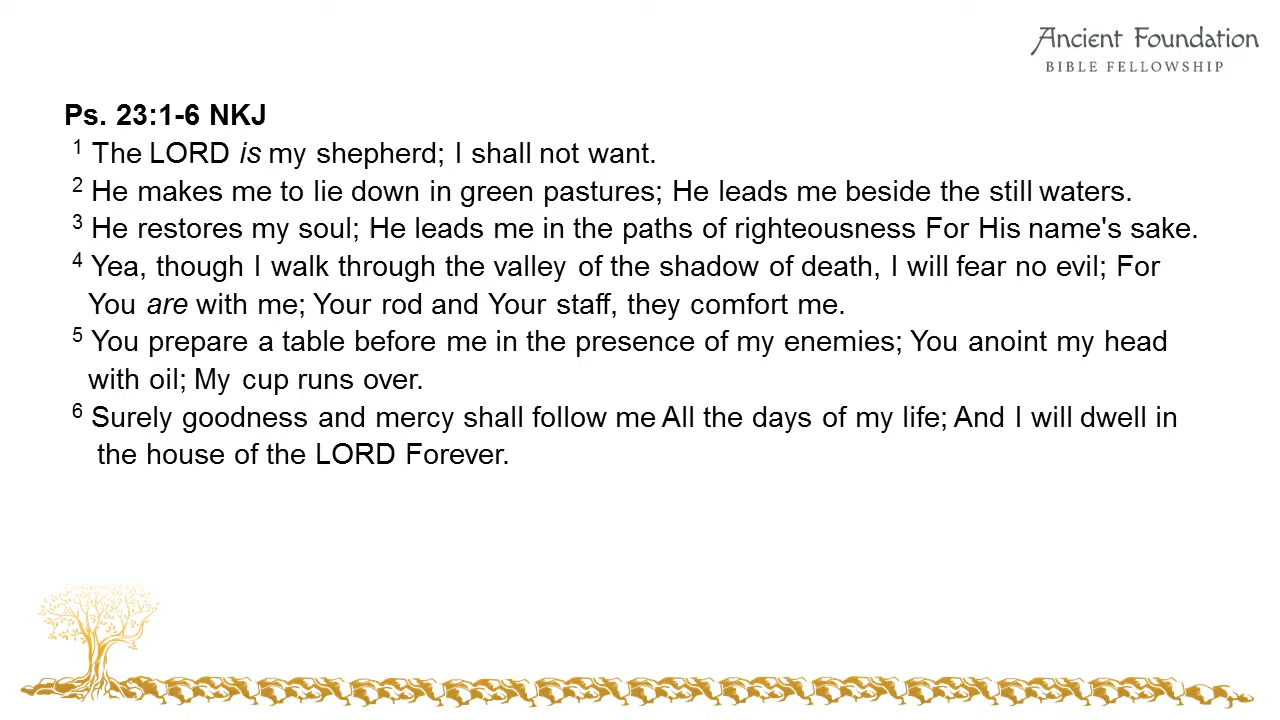 Ancient Foundation
BIBLE FELLOWSHIP
Ps. 23:1-6 NKJ
1 The LORD is my shepherd; I shall not want.
2 He makes me to lie down in green pastures; He leads me beside the still waters.
3 He restores my soul; He leads me in the paths of righteousness For His name's sake.
4 Yea, though I walk through the valley of the shadow of death, I will fear no evil; For
You are with me; Your rod and Your staff, they comfort me.
5 You prepare a table before me in the presence of my enemies; You anoint my head
with oil; My cup runs over.
6 Surely goodness and mercy shall follow me All the days of my life; And I will dwell in
the house of the LORD Forever.